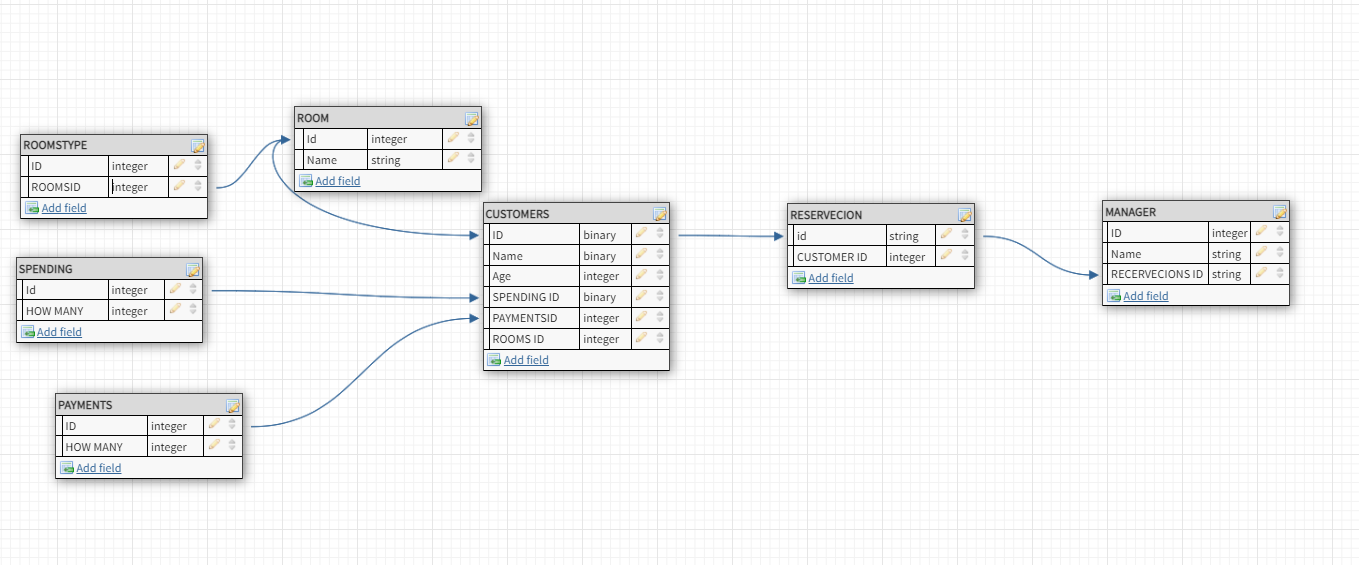 ROOMSTYPE
ID integer
ROOMSID integer
Add field
ROOM
Id integer
Name string
Add field
SPENDING
Id integer
HOW MANY integer
Add field
PAYMENTS
ID integer
HOW MANY integer
Add field
CUSTOMERS
ID binary
Name binary
Age integer
SPENDING ID binary
PAYMENTSID integer
ROOMS ID integer
Add field
RESERVECION
id string
CUSTOMER ID integer
Add field
MANAGER
ID integer
Name string
RECERVECIONS ID string
Add field